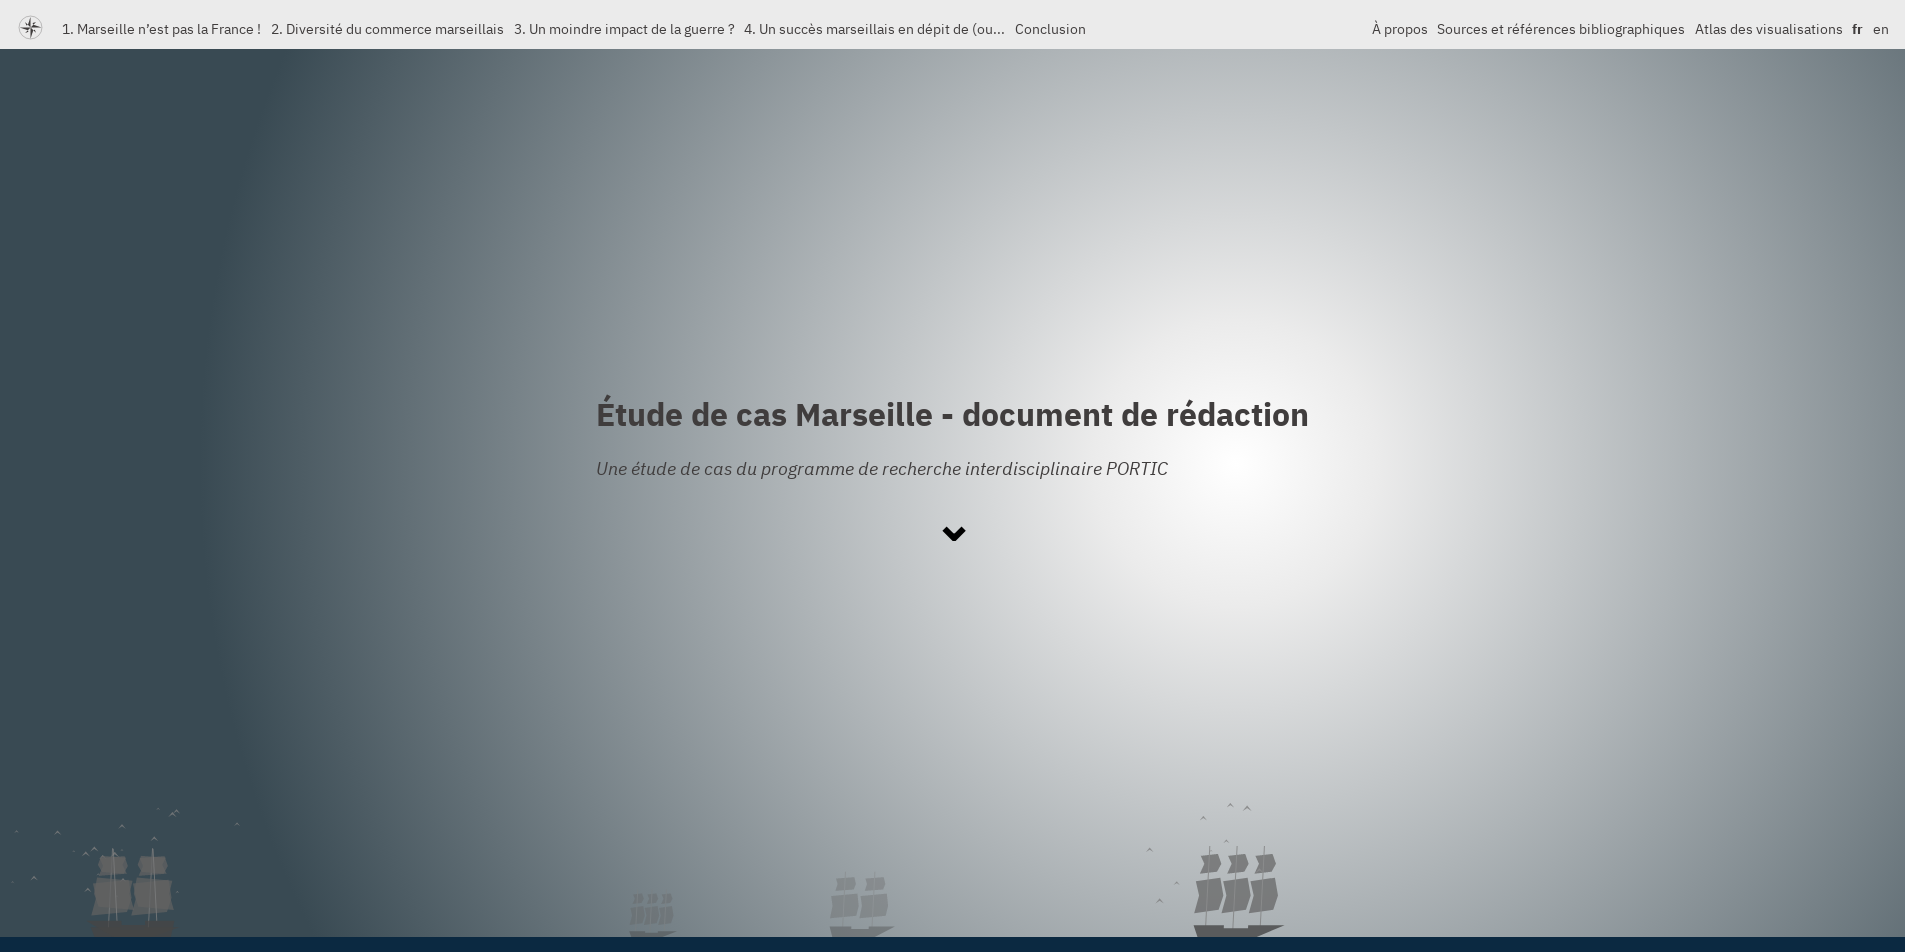 1. Marseille n’est pas la France ! 2. Diversité du commerce marseillais 3. Un moindre impact de la guerre ? 4. Un succès marseillais en dépit de (ou... Conclusion À propos Sources et références bibliographiques Atlas des visualisations fr en
Étude de cas Marseille - document de rédaction
Une étude de cas du programme de recherche interdisciplinaire PORTIC